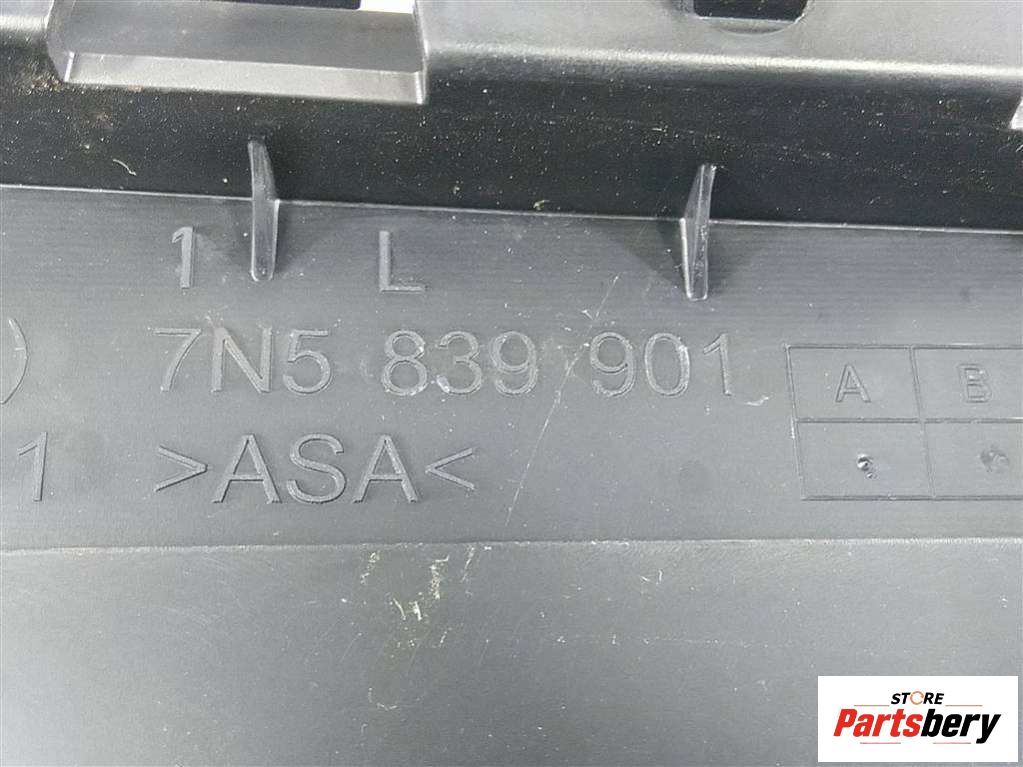 1 L
7N5 839 901
A B
1 >ASA<
STORE
Partsbery